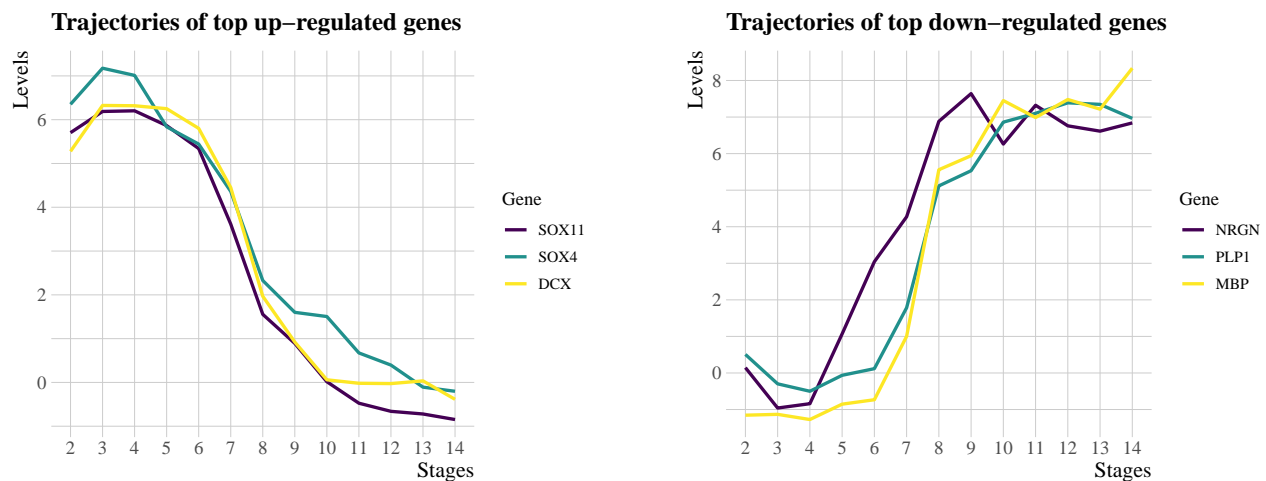 Trajectories of top up−regulated genes
Levels
6
4
2
0
2 3 4 5 6 7 8 9 10 11 12 13 14
Stages
Gene
SOX11
SOX4
DCX
Trajectories of top down−regulated genes
Levels
8
6
4
2
0
2 3 4 5 6 7 8 9 10 11 12 13 14
Stages
Gene
NRGN
PLP1
MBP